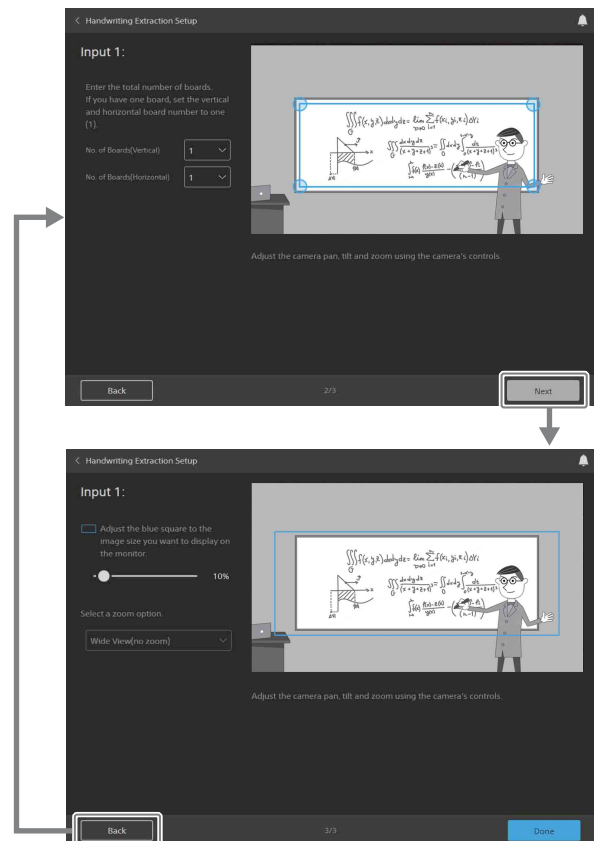 Handwriting Extraction Setup
Input 1:
Enter the total number of boards.
If you have one board, set the vertical
and horizontal board number to one
(1).
No. of Boards(Vertical)
1
No. of Boards(Horizontal)
1
Adjust the camera pan, tilt and zoom using the camera's controls.
Back
2/3
Next
Handwriting Extraction Setup
Input 1:
Adjust the blue square to the
image size you want to display on
the monitor.
10%
Select a zoom option.
Wide View(no zoom)
Adjust the camera pan, tilt and zoom using the camera's controls.
Back
3/3
Done